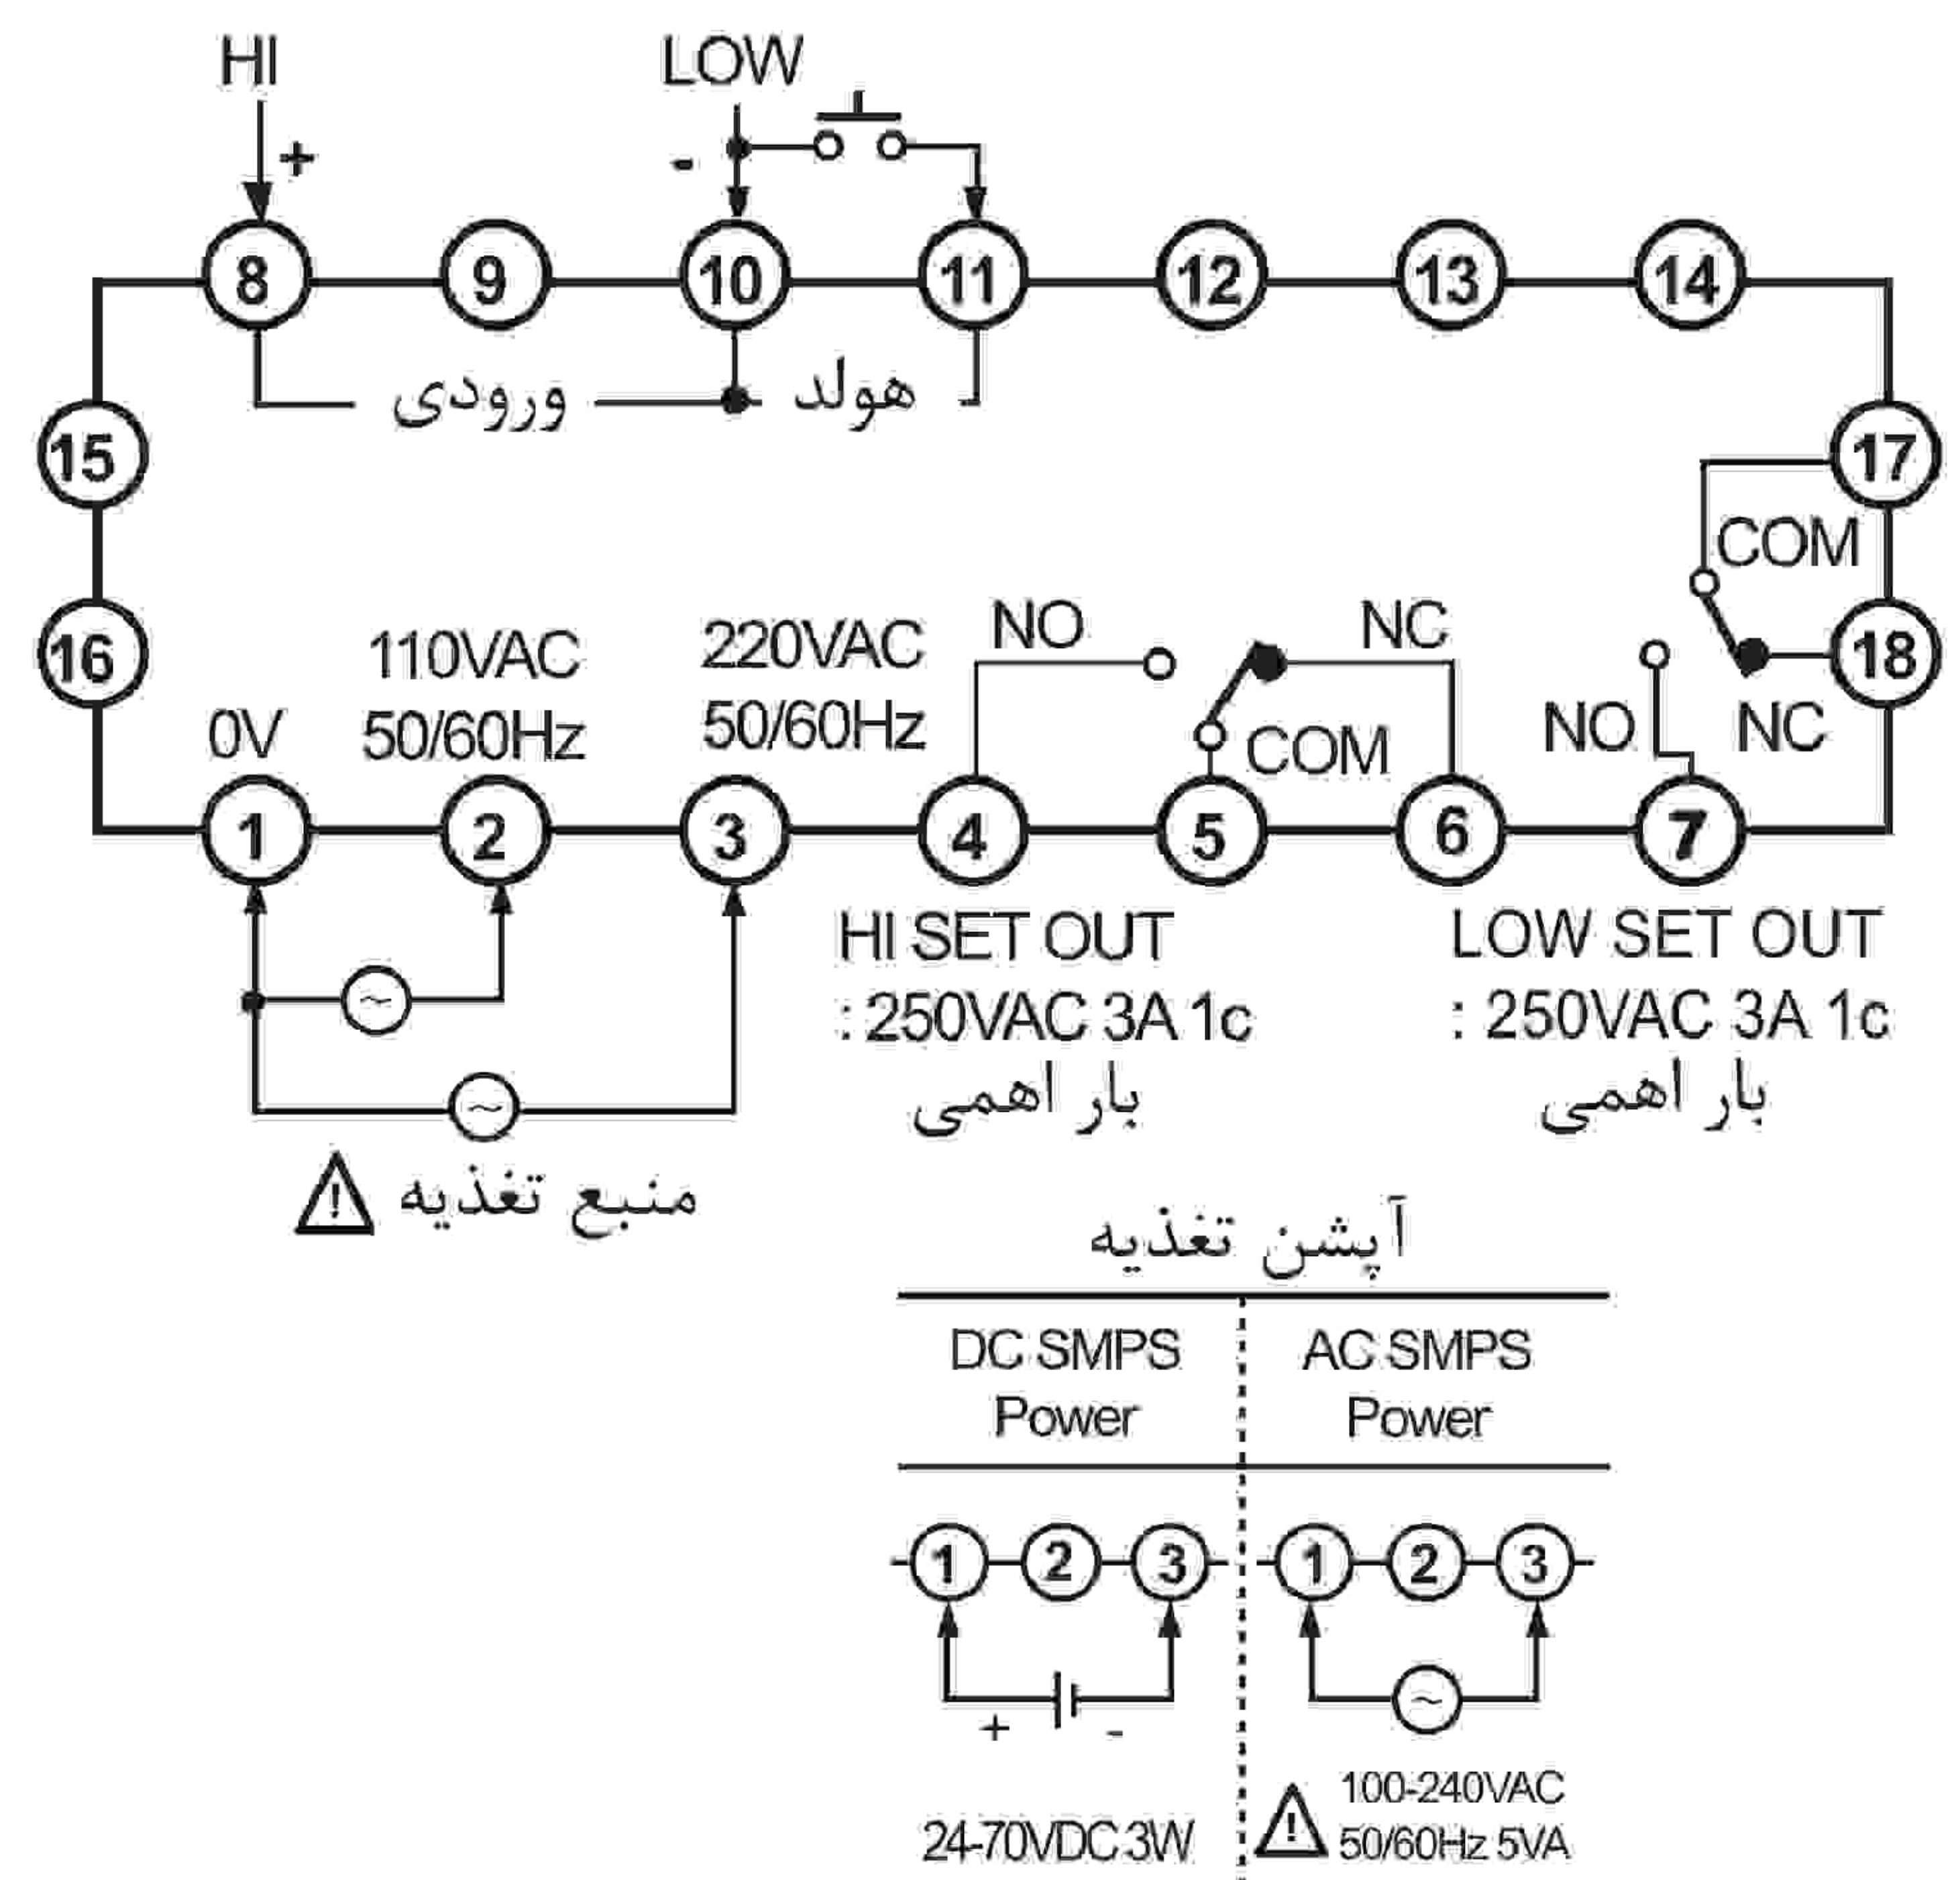 HI
LOW
+
-
8
9
10
11
12
13
14
ورودی
هولد
15
17
COM
16
18
110VAC
50/60Hz
220VAC
50/60Hz
0V
NO
NC
COM
NO
NC
1
2
3
4
5
6
7
~
~
HI SET OUT
: 250VAC 3A 1c
بار اهمی
LOW SET OUT
: 250VAC 3A 1c
بار اهمی
! منبع تغذیه
آپشن تغذیه
DC SMPS
Power
AC SMPS
Power
1
2
3
1
2
3
+
-
~
24-70VDC 3W
!
100-240VAC
50/60Hz 5VA